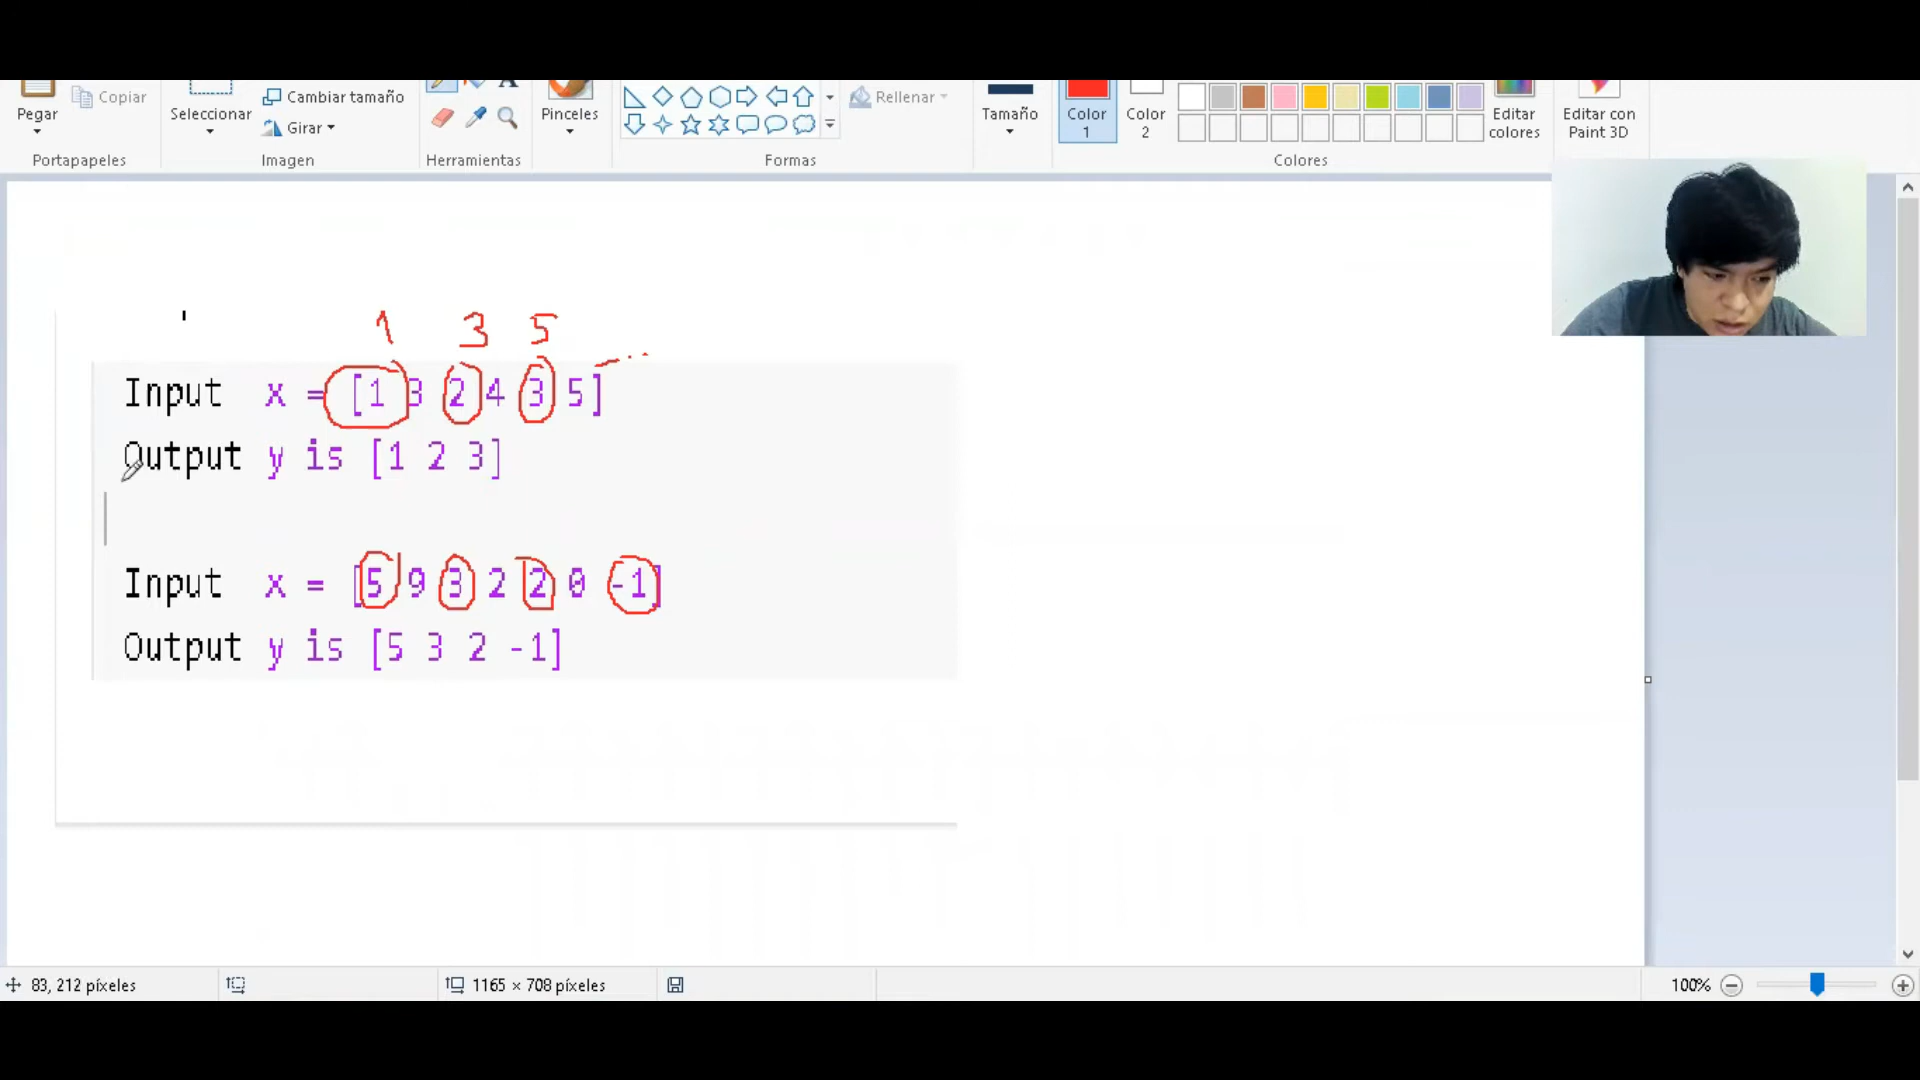 Pegar
Copiar
Portapapeles
Seleccionar
Cambiar tamaño
Girar
Imagen
A
Herramientas
Pinceles
Rellenar
Formas
Tamaño
Color 1
Color 2
Colores
Editar colores
Editar con Paint 3D
1 3 5
Input x = [1 3 2 4 3 5]
Output y is [1 2 3]
Input x = [5 9 3 2 2 0 -1]
Output y is [5 3 2 -1]
83, 212 píxeles
1165 × 708 píxeles
100%